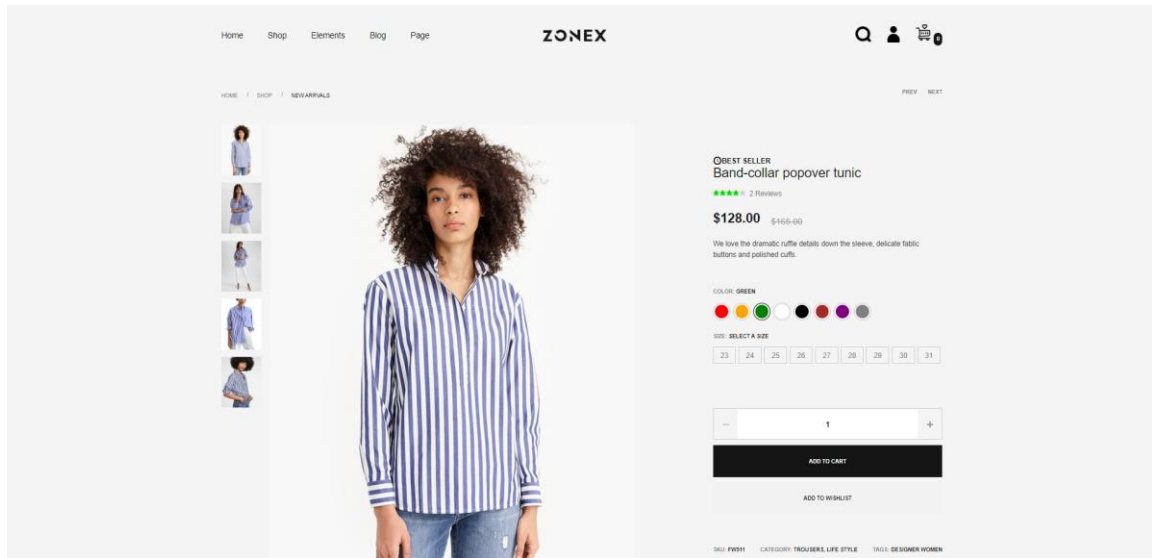 Home Shop Elements Blog Page
ZONEX
0
HOME / SHOP / NEW ARRIVALS
PREV NEXT
BEST SELLER
Band-collar popover tunic
2 Reviews
$128.00 $166.00
We love the dramatic ruffle details down the sleeve, delicate fablic
buttons and polished cuffs.
COLOR: GREEN
SIZE: SELECT A SIZE
23 24 25 26 27 28 29 30 31
− 1 +
ADD TO CART
ADD TO WISHLIST
SKU: FW511 CATEGORY: TROUSERS, LIFE STYLE TAGS: DESIGNER WOMEN